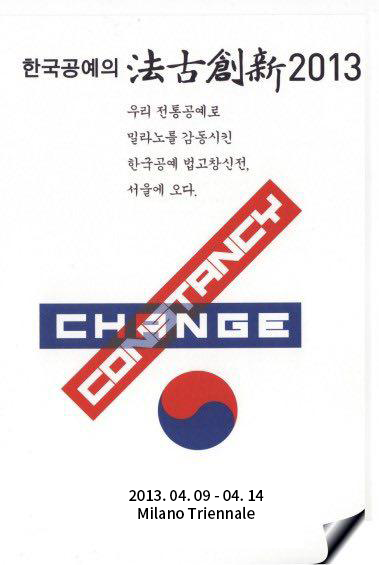 한국공예의 法古創新2013
우리 전통공예로
밀라노를 감동시킨
한국공예 법고창신전,
서울에 오다.
CONSTANCY
CHANGE
2013. 04. 09 - 04. 14
Milano Triennale